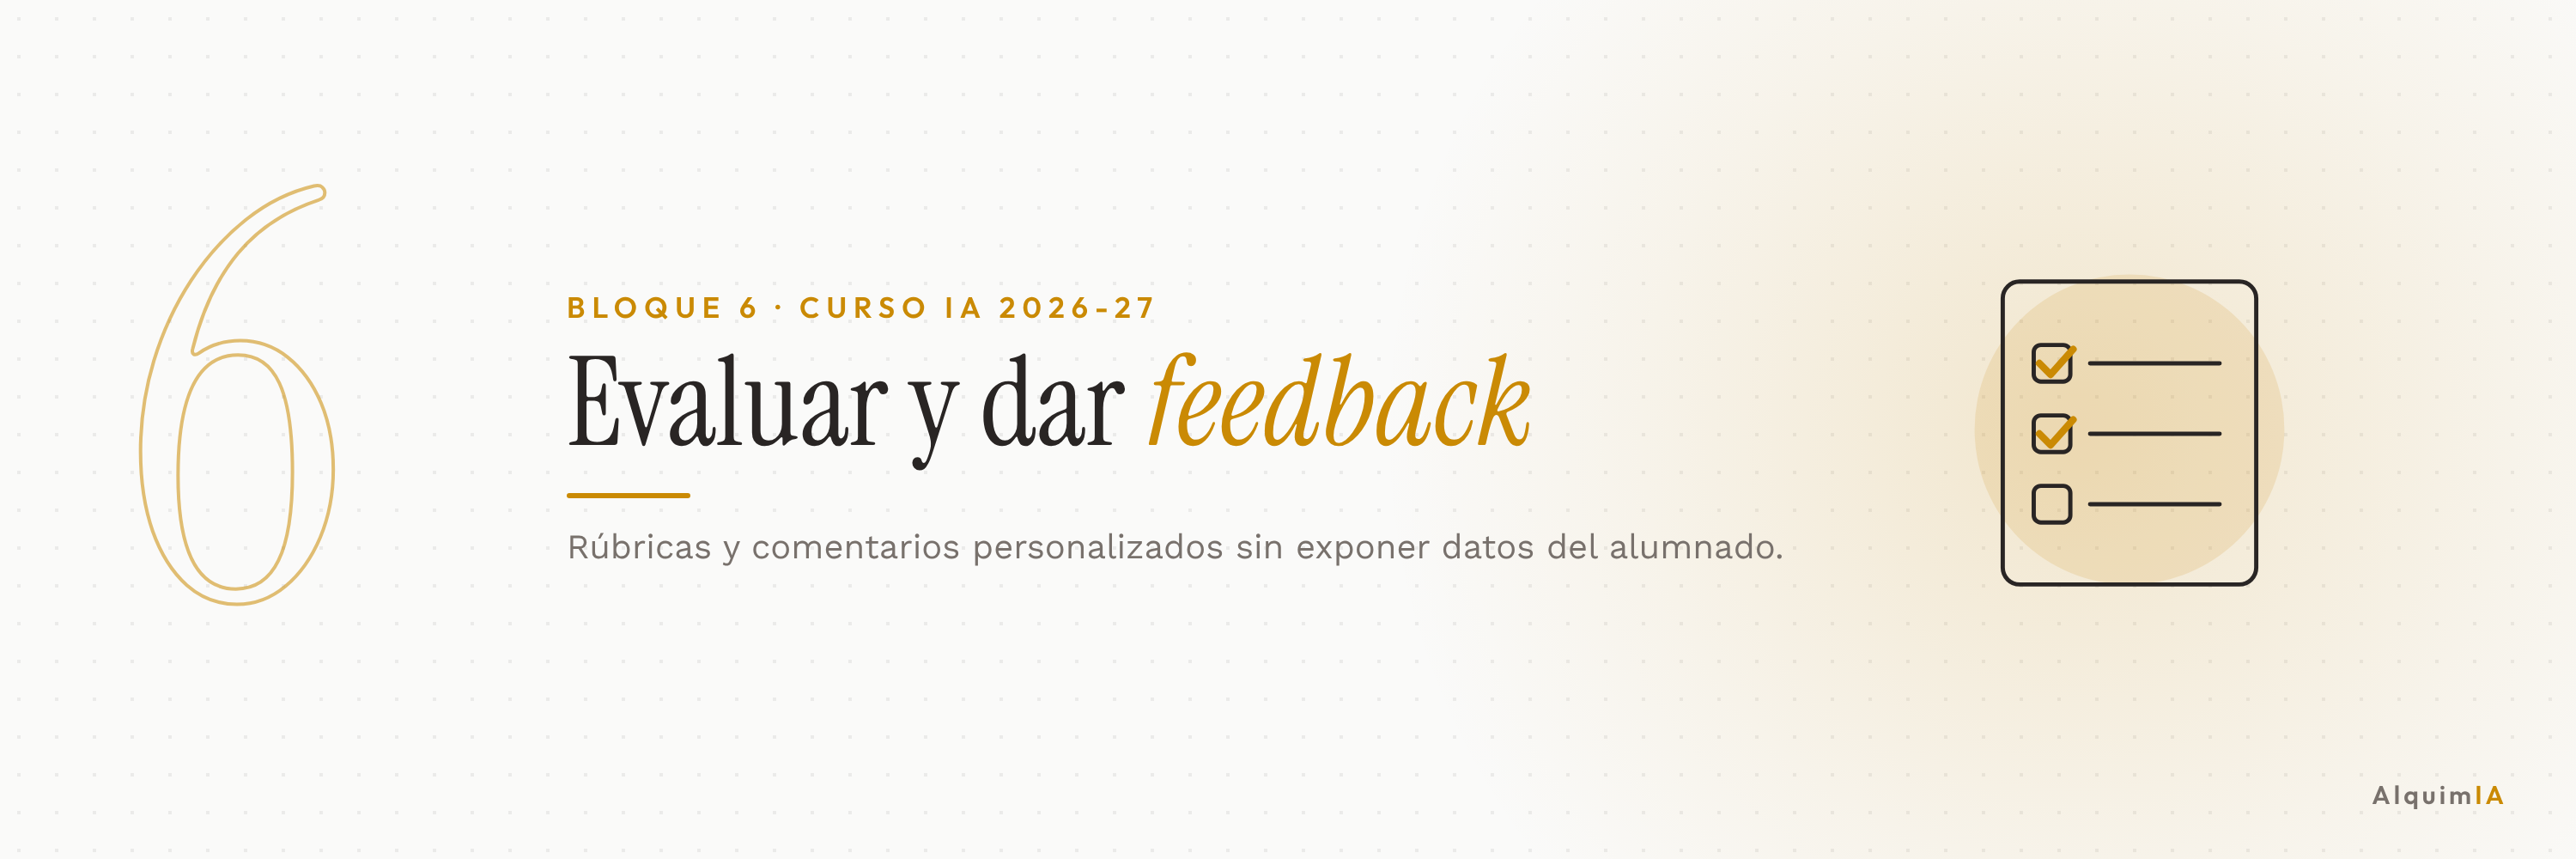 6
BLOQUE 6 · CURSO IA 2026-27
Evaluar y dar feedback
Rúbricas y comentarios personalizados sin exponer datos del alumnado.
AlquimIA